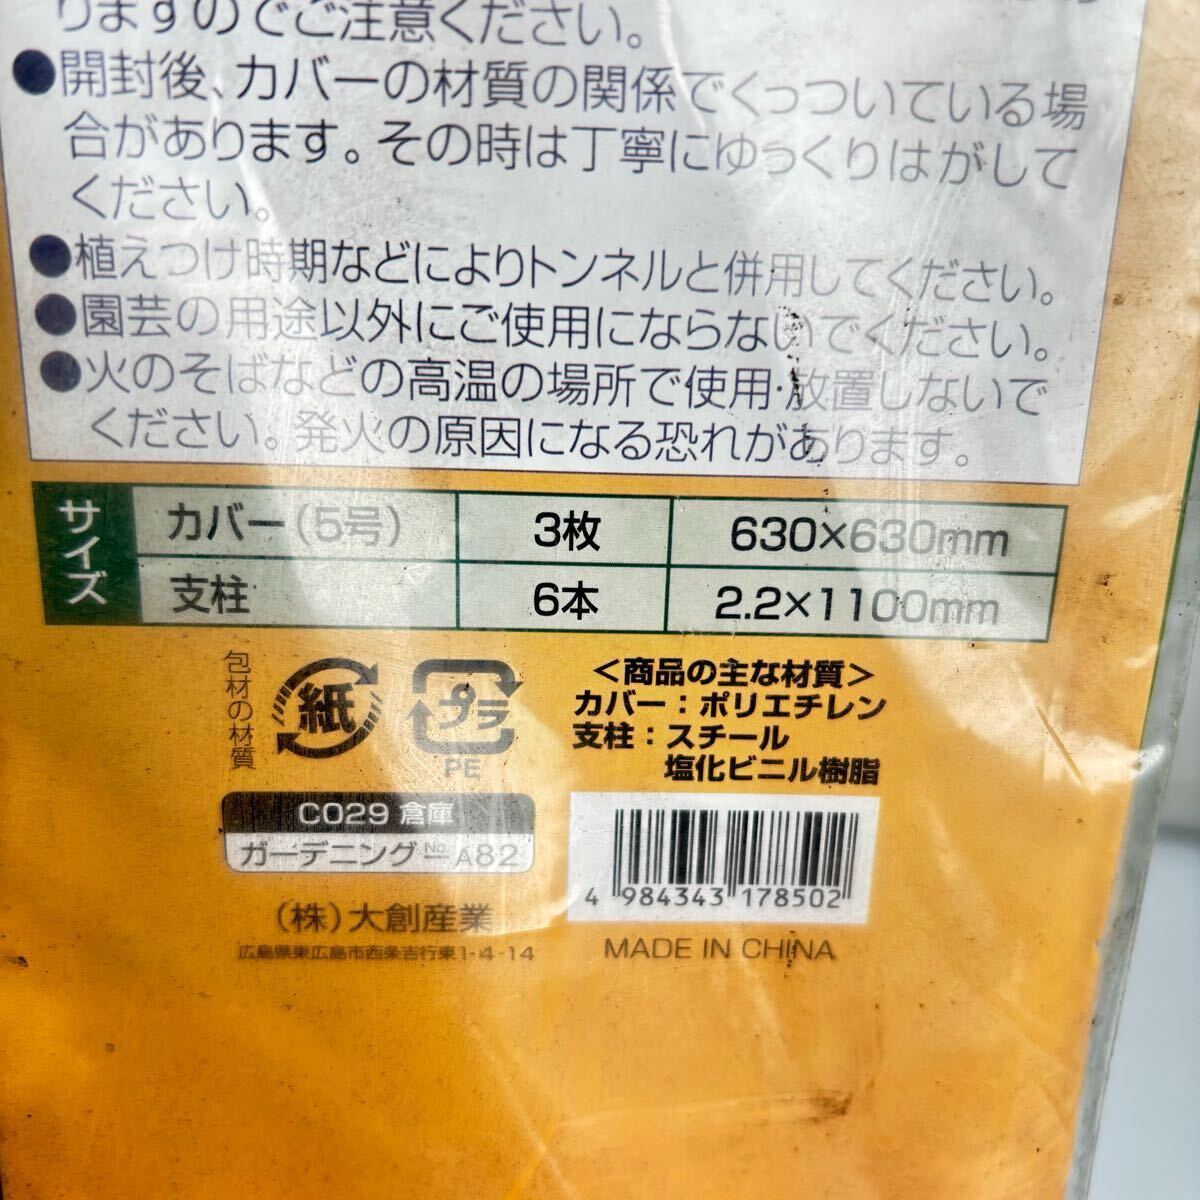 りますのでご注意ください。
●開封後、カバーの材質の関係でくっついている場
合があります。その時は丁寧にゆっくりはがして
ください。
●植えつけ時期などによりトンネルと併用してください。
●園芸の用途以外にご使用にならないでください。
●火のそばなどの高温の場所で使用・放置しないで
ください。発火の原因になる恐れがあります。
サイズ
カバー(5号) 3枚 630×630mm
支柱 6本 2.2×1100mm
包材の材質
紙
プラ
PE
<商品の主な材質>
カバー：ポリエチレン
支柱：スチール
塩化ビニル樹脂
C029 倉庫
ガーデニング No. A82
(株)大創産業
広島県東広島市西条吉行東1-4-14
4 984343 178502
MADE IN CHINA